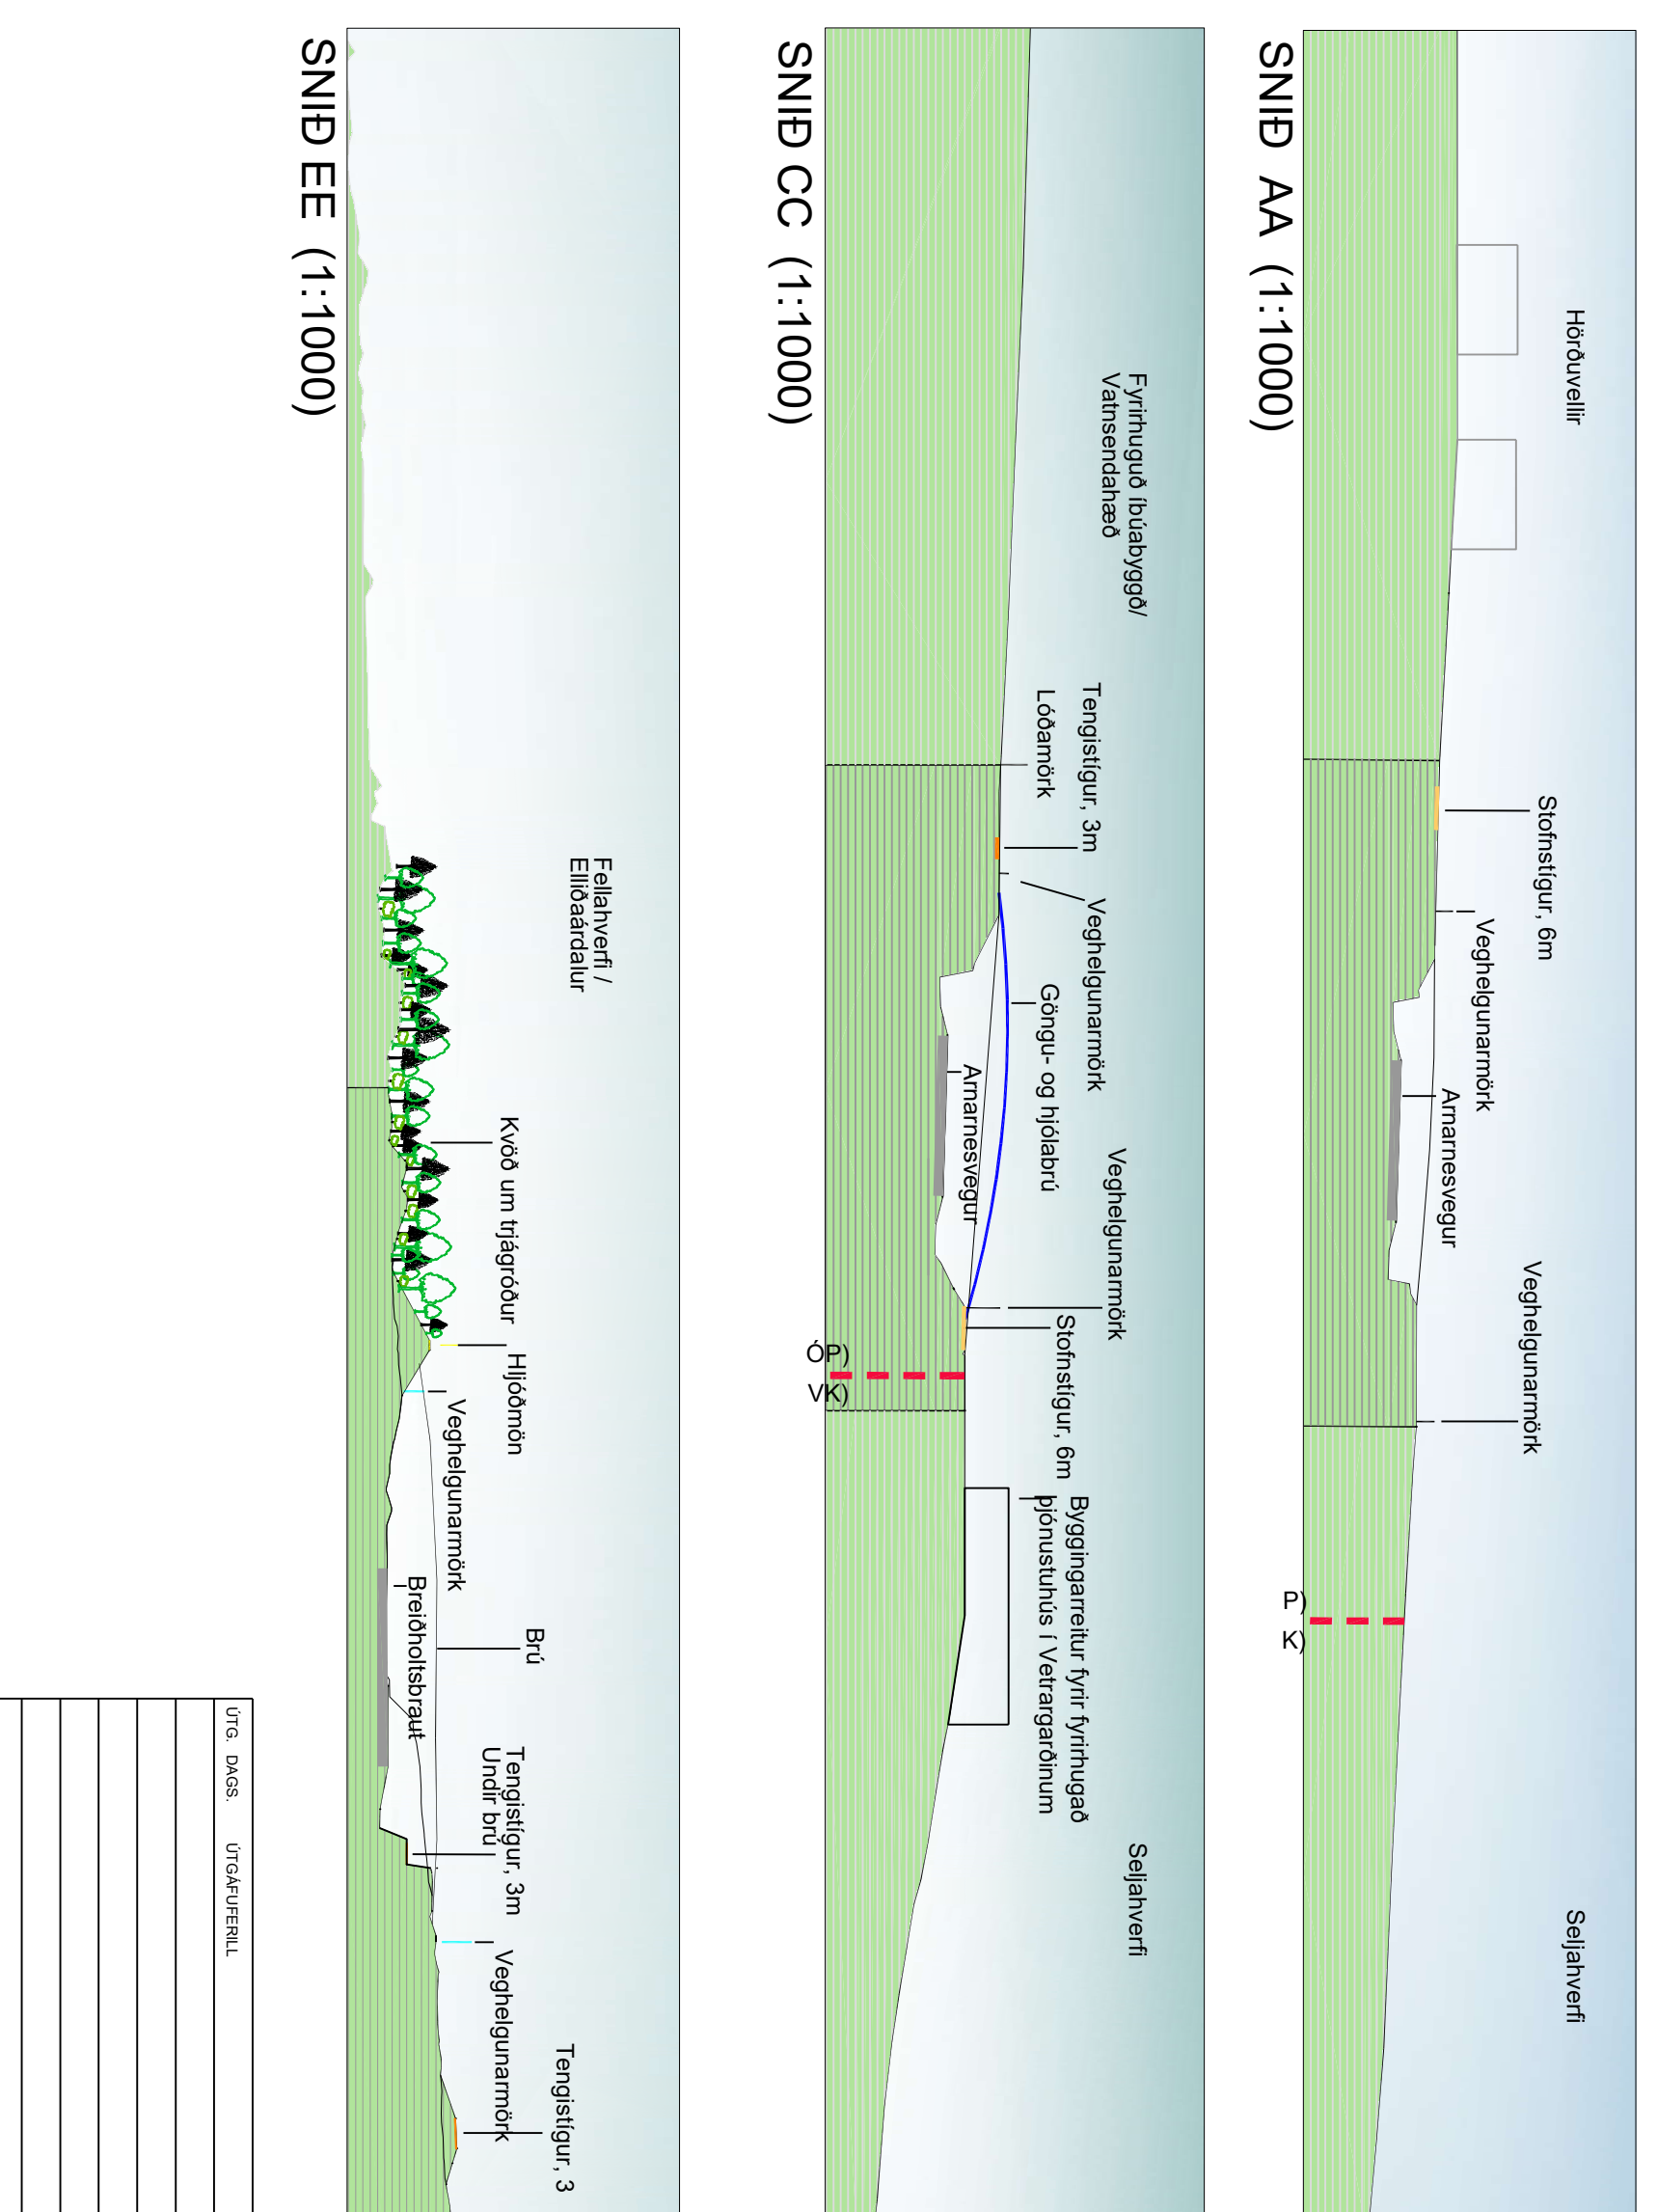 Hörðuvellir
Stofnstígur, 6m
Veghelgunarmörk
Arnarnesvegur
Veghelgunarmörk
Seljahverfi
P)
K)
SNIÐ AA (1:1000)
Fyrirhuguð íbúabyggð/
Vatnsendahæð
Tengistígur, 3m
Lóðamörk
Veghelgunarmörk
Göngu- og hjólabrú
Arnarnesvegur
Veghelgunarmörk
Stofnstígur, 6m
ÓP)
VK)
Byggingarreitur fyrir fyrirhugað
þjónustuhús í Vetrargarðinum
Seljahverfi
SNIÐ CC (1:1000)
Fellahverfi /
Elliðaárdalur
Kvöð um trjágróður
Hljóðmön
Veghelgunarmörk
Breiðholtsbraut
Brú
Tengistígur, 3m
Undir brú
Veghelgunarmörk
Tengistígur, 3
SNIÐ EE (1:1000)
ÚTG. DAGS. ÚTGÁFUFERILL